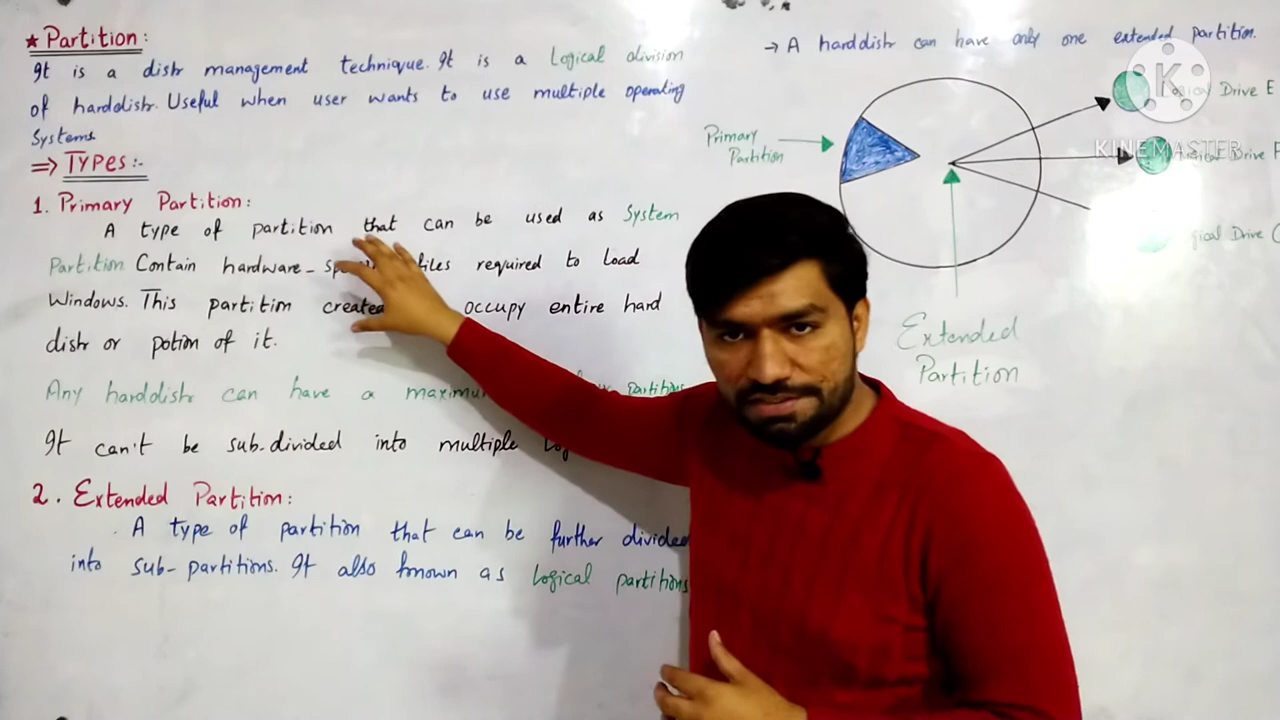 ★ Partition:
It is a disk management technique. It is a Logical division
of harddisk. Useful when user wants to use multiple operating
Systems
⇒ Types:-
1. Primary Partition:
A type of partition that can be used as System
Partition Contain hardware- files required to Load
Windows. This partition created occupy entire hard
disk or potion of it.
Any harddisk can have a maximum partitions
It can't be sub-divided into multiple
2. Extended Partition:
A type of partition that can be further divided
into sub-partitions. It also known as Logical partitions
→ A harddisk can have only one extended partition.
Primary
Partition
Drive E
Drive
Drive
Extended
Partition
K
KINEMASTER